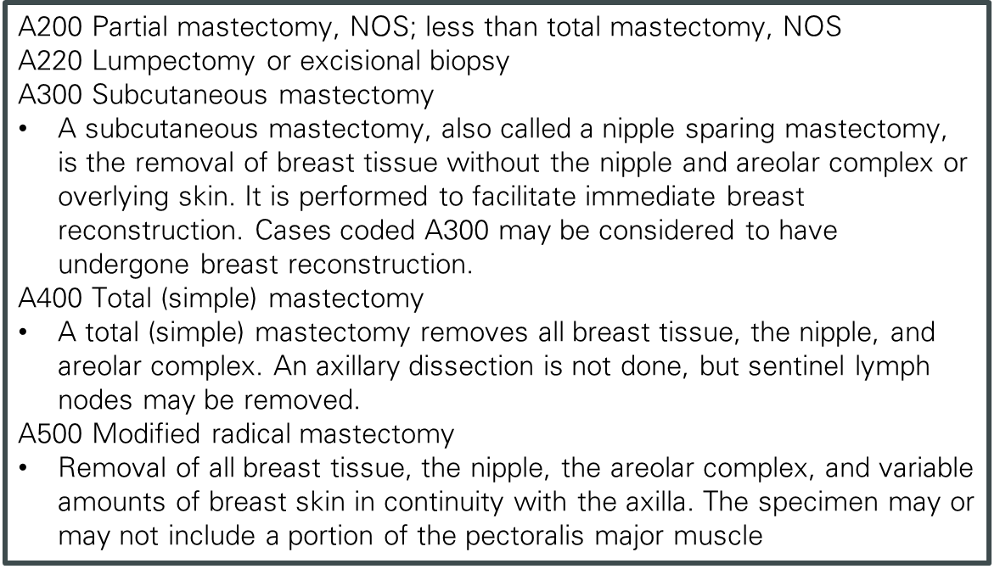 A200 Partial mastectomy, NOS; less than total mastectomy, NOS
A220 Lumpectomy or excisional biopsy
A300 Subcutaneous mastectomy
• A subcutaneous mastectomy, also called a nipple sparing mastectomy,
is the removal of breast tissue without the nipple and areolar complex or
overlying skin. It is performed to facilitate immediate breast
reconstruction. Cases coded A300 may be considered to have
undergone breast reconstruction.
A400 Total (simple) mastectomy
• A total (simple) mastectomy removes all breast tissue, the nipple, and
areolar complex. An axillary dissection is not done, but sentinel lymph
nodes may be removed.
A500 Modified radical mastectomy
• Removal of all breast tissue, the nipple, the areolar complex, and variable
amounts of breast skin in continuity with the axilla. The specimen may or
may not include a portion of the pectoralis major muscle